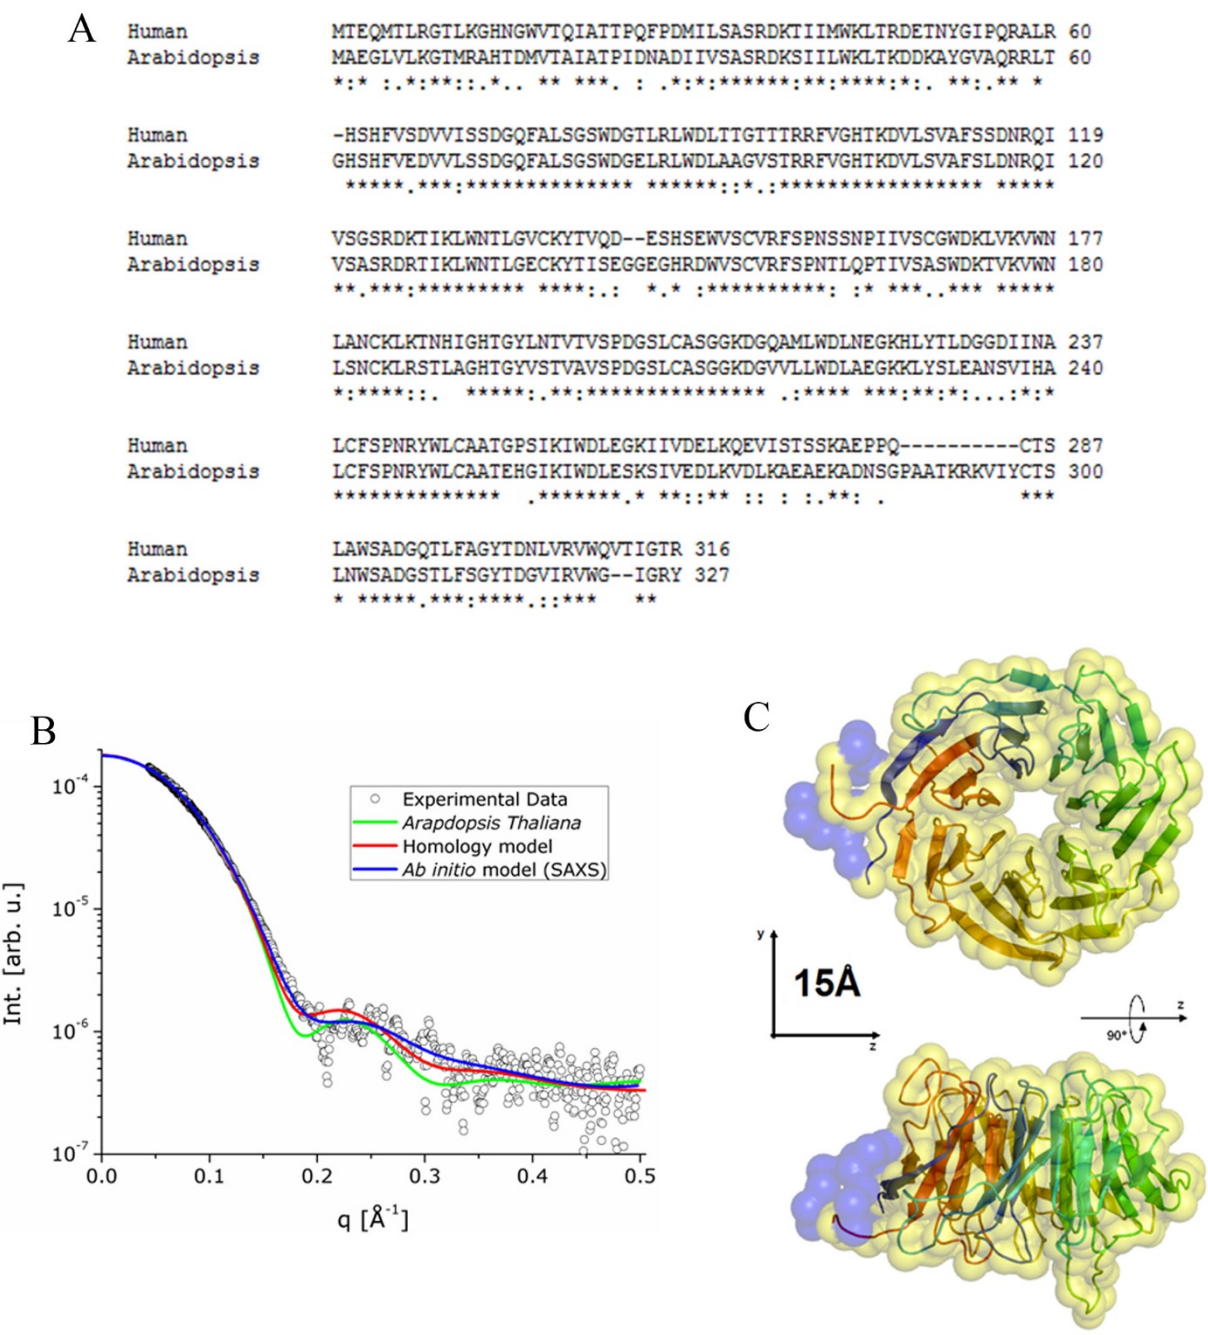 A
Human MTEQMTLRGTLKGHNGWVTQIATTPQFPDMILSASRDKTIIMWKLTRDETNYGIPQRALR 60
Arabidopsis MAEGLVLKGTMRAHTDMVTAIATPIDNADIIVSASRDKSIILWKLTKDDKAYGVAQRRLT 60
*:* :.*:**::.*.. ** ***. : .*:*:******:**:****:*:. **:.** *
Human -HSHFVSDVVISSDGQFALSGSWDGTLRLWDLTTGTTTRRFVGHTKDVLSVAFSSDNRQI 119
Arabidopsis GHSHFVEDVVLSSDGQFALSGSWDGELRLWDLAAGVSTRRFVGHTKDVLSVAFSLDNRQI 120
*****.***:************** ******::*.:***************** *****
Human VSGSRDKTIKLWNTLGVCKYTVQD--ESHSEWVSCVRFSPNSSNPIIVSCGWDKLVKVWN 177
Arabidopsis VSASRDRTIKLWNTLGECKYTISEGGEGHRDWVSCVRFSPNTLQPTIVSASWDKTVKVWN 180
**.***:********* ****:.: *.* :**********: :* ***..*** *****
Human LANCKLKTNHIGHTGYLNTVTVSPDGSLCASGGKDGQAMLWDLNEGKHLYTLDGGDIINA 237
Arabidopsis LSNCKLRSTLAGHTGYVSTVAVSPDGSLCASGGKDGVVLLWDLAEGKKLYSLEANSVIHA 240
*:****::. *****:.**:*************** .:**** ***:**:*:...:*:*
Human LCFSPNRYWLCAATGPSIKIWDLEGKIIVDELKQEVISTSSKAEPPQ----------CTS 287
Arabidopsis LCFSPNRYWLCAATEHGIKIWDLESKSIVEDLKVDLKAEAEKADNSGPAATKRKVIYCTS 300
************** .*******.* **::** :: : :.**: . ***
Human LAWSADGQTLFAGYTDNLVRVWQVTIGTR 316
Arabidopsis LNWSADGSTLFSGYTDGVIRVWG--IGRY 327
* *****.***:****.::*** **
B
10-4
10-5
10-6
10-7
Int. [arb. u.]
Experimental Data
Arapdopsis Thaliana
Homology model
Ab initio model (SAXS)
0.0 0.1 0.2 0.3 0.4 0.5
q [Å-1]
C
y
15Å
z
90°
z